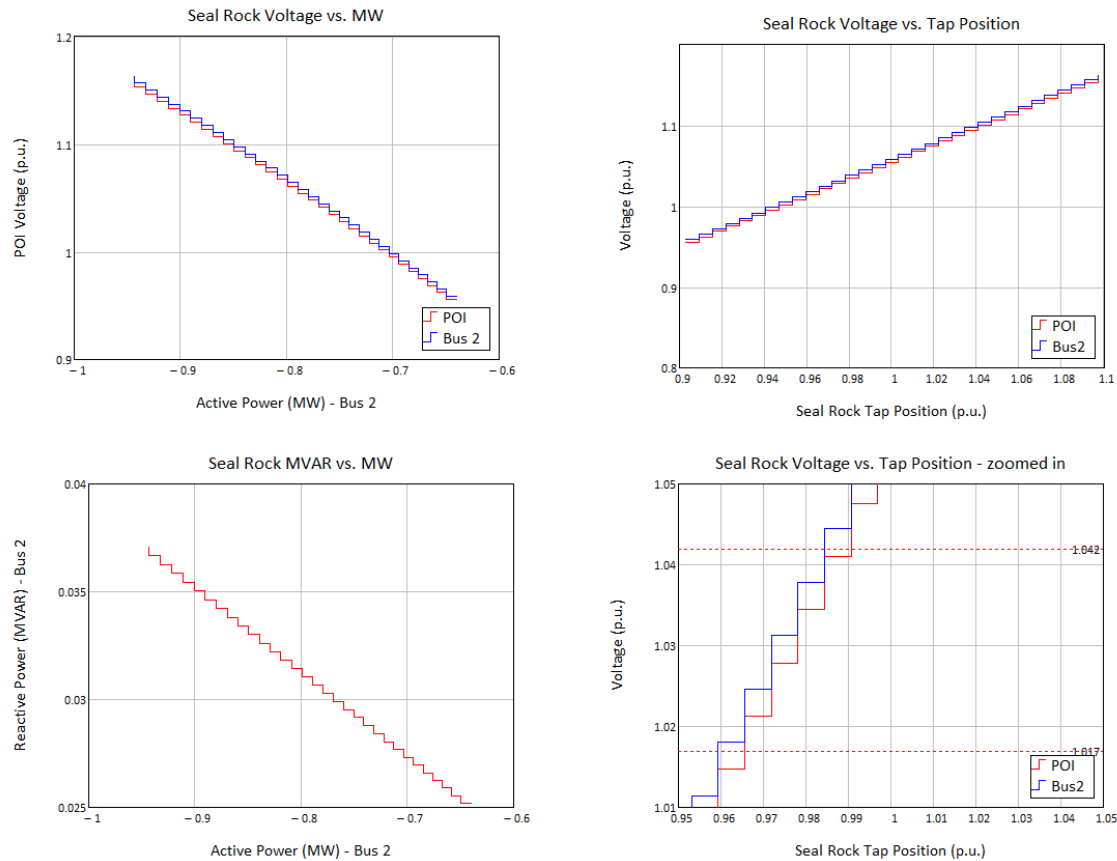 Seal Rock Voltage vs. MW
1.2
1.1
1
0.9
POI Voltage (p.u.)
POI
Bus 2
−1 −0.9 −0.8 −0.7 −0.6
Active Power (MW) - Bus 2
Seal Rock Voltage vs. Tap Position
1.1
1
0.9
0.8
Voltage (p.u.)
POI
Bus2
0.9 0.92 0.94 0.96 0.98 1 1.02 1.04 1.06 1.08 1.1
Seal Rock Tap Position (p.u.)
Seal Rock MVAR vs. MW
0.04
0.035
0.03
0.025
Reactive Power (MVAR) - Bus 2
−1 −0.9 −0.8 −0.7 −0.6
Active Power (MW) - Bus 2
Seal Rock Voltage vs. Tap Position - zoomed in
1.05
1.04
1.03
1.02
1.01
Voltage (p.u.)
1.042
1.017
POI
Bus2
0.95 0.96 0.97 0.98 0.99 1 1.01 1.02 1.03 1.04 1.05
Seal Rock Tap Position (p.u.)